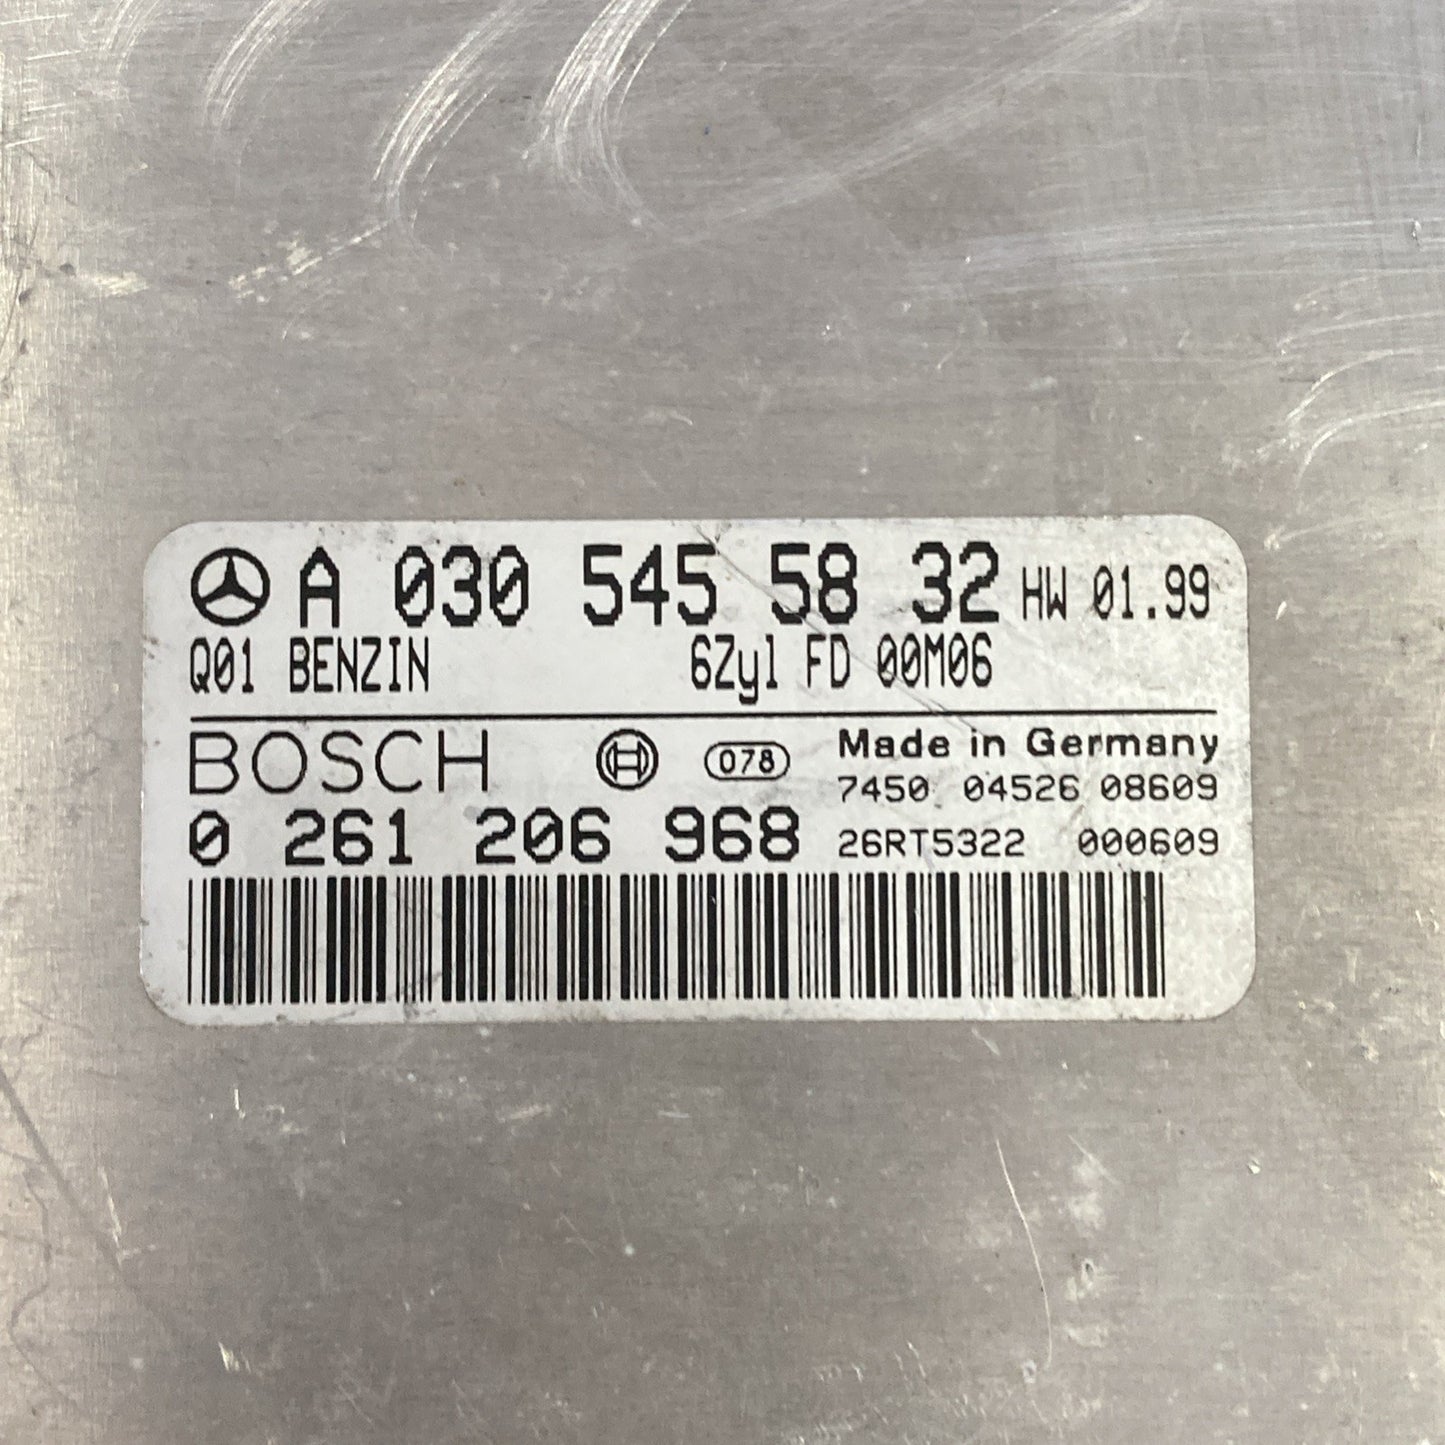 A 030 545 58 32 HW 01.99
Q01 BENZIN 6Zyl FD 00M06
BOSCH H 078 Made in Germany
7450 04526 08609
0 261 206 968 26RT5322 000609